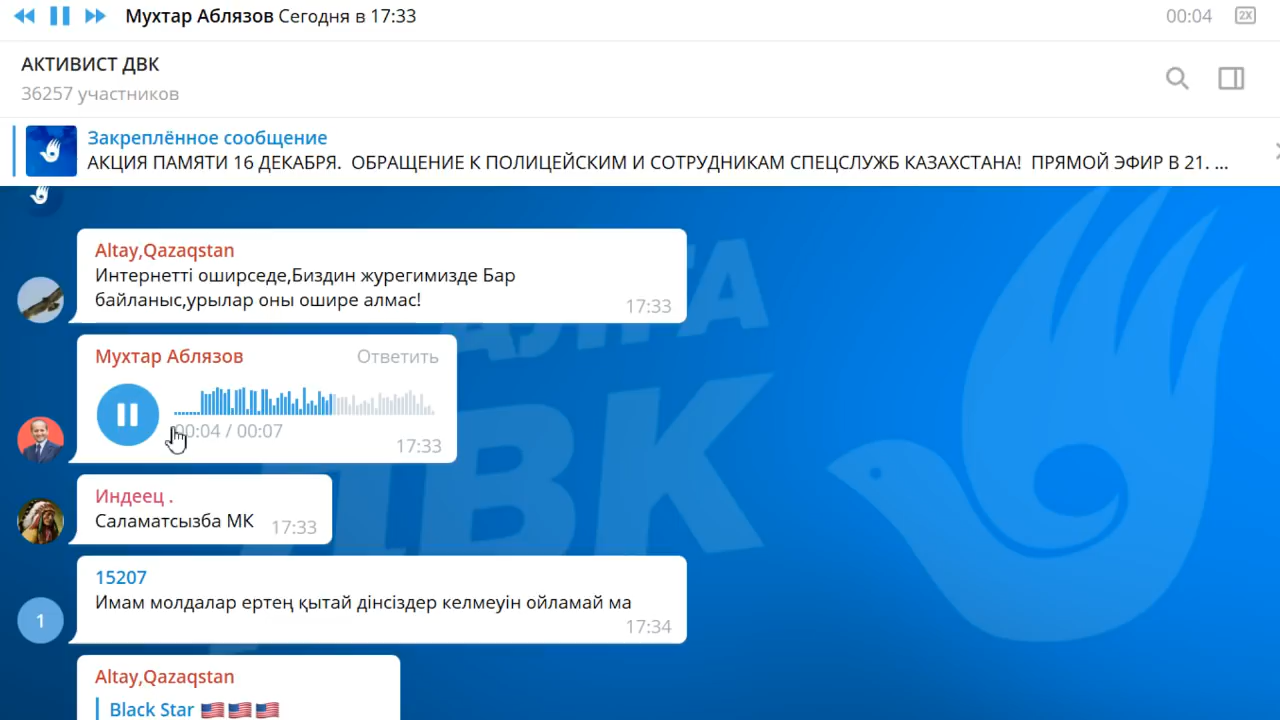 Мухтар Аблязов Сегодня в 17:33
00:04
2X
АКТИВИСТ ДВК
36257 участников
Закреплённое сообщение
АКЦИЯ ПАМЯТИ 16 ДЕКАБРЯ. ОБРАЩЕНИЕ К ПОЛИЦЕЙСКИМ И СОТРУДНИКАМ СПЕЦСЛУЖБ КАЗАХСТАНА! ПРЯМОЙ ЭФИР В 21. ...
Altay,Qazaqstan
Интернетті оширседе,Биздин журегимизде Бар
байланыс,урылар оны ошире алмас!
17:33
АЛГА
ДВК
Мухтар Аблязов
Ответить
00:04 / 00:07
17:33
Индеец .
Саламатсызба МК
17:33
15207
1
Имам молдалар ертең қытай дінсіздер келмеуін ойламай ма
17:34
Altay,Qazaqstan
Black Star 🇺🇸🇺🇸🇺🇸